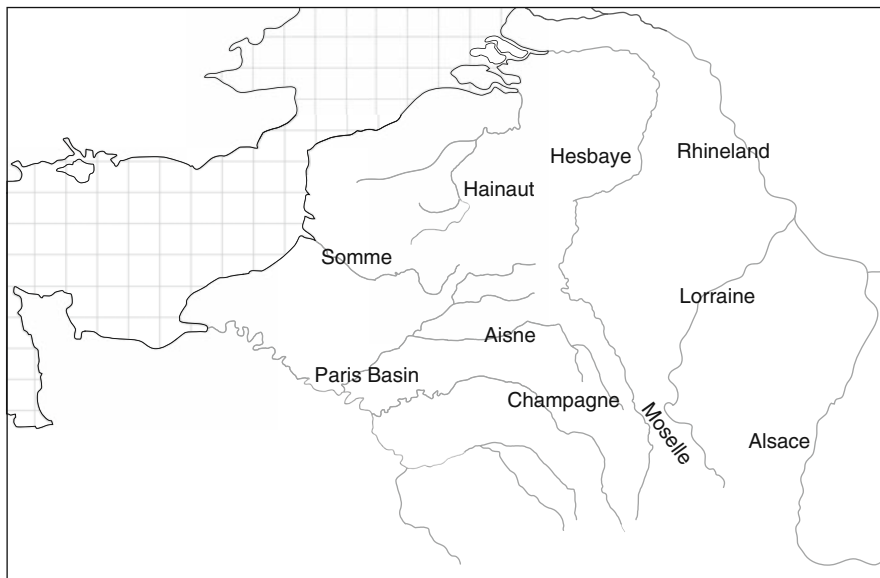 Hesbaye
Rhineland
Hainaut
Somme
Lorraine
Aisne
Paris Basin
Champagne
Moselle
Alsace